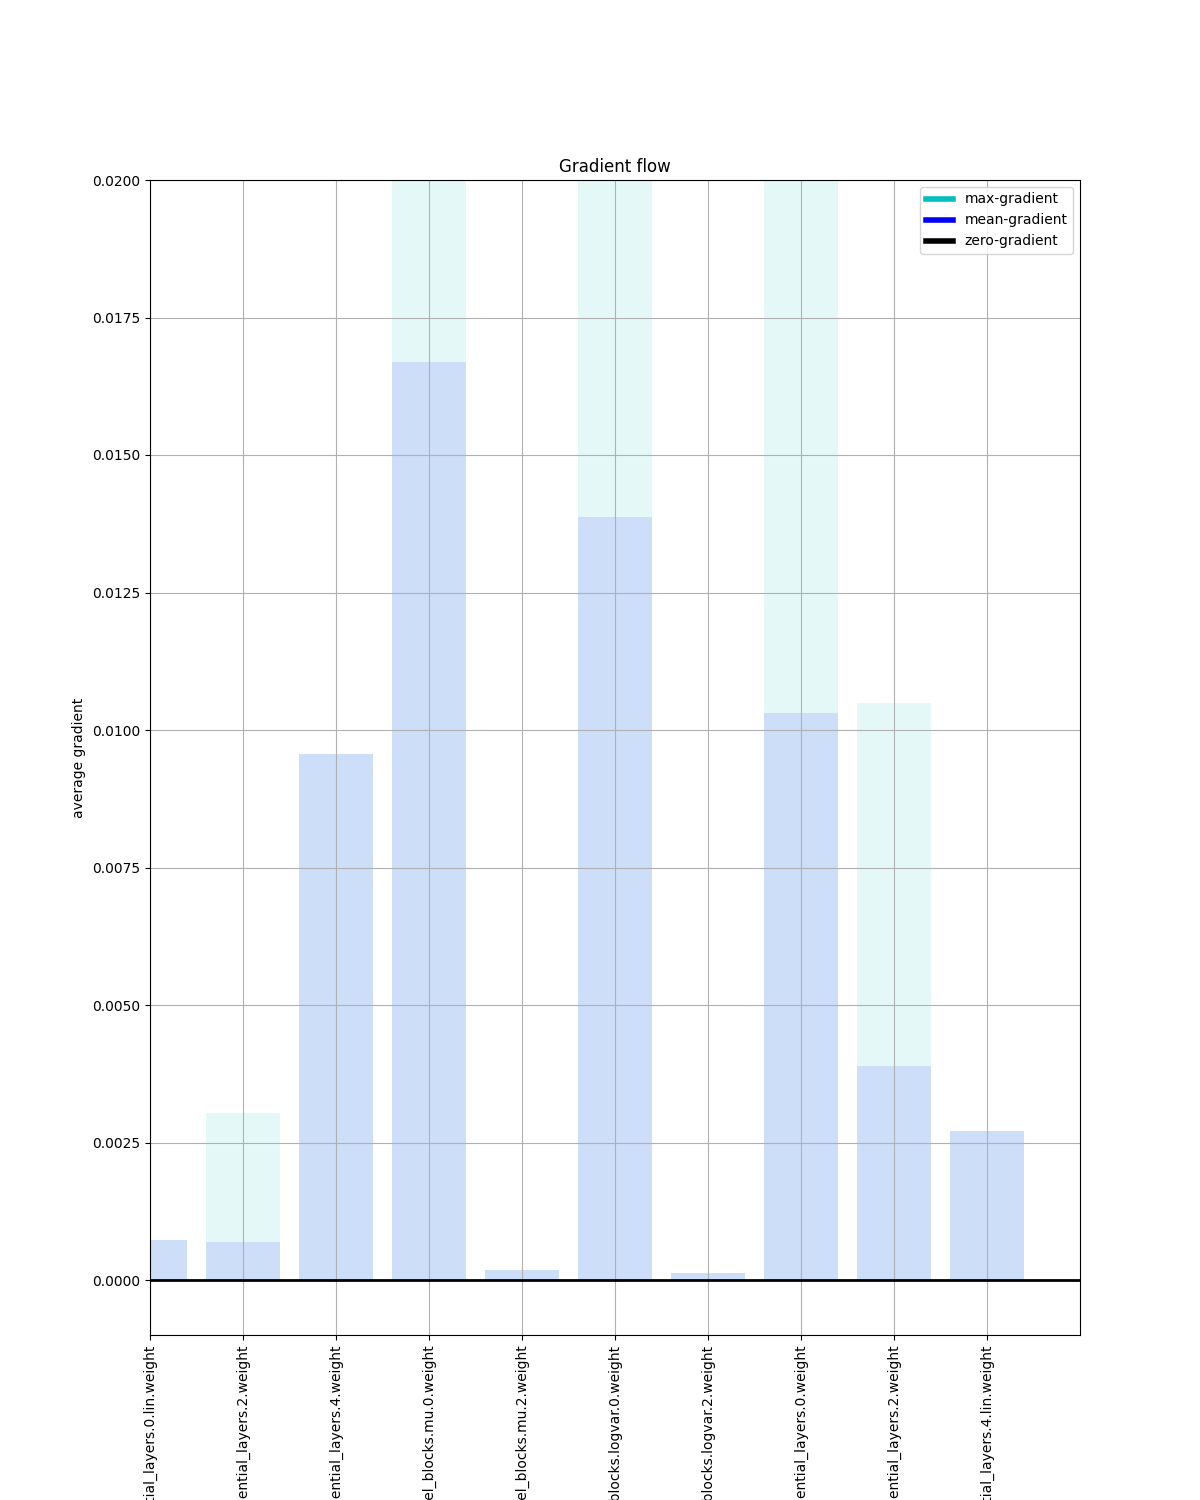 Gradient flow
max-gradient
mean-gradient
zero-gradient
0.0200
0.0175
0.0150
0.0125
0.0100
0.0075
0.0050
0.0025
0.0000
average gradient
tial_layers.0.lin.weight
ential_layers.2.weight
ential_layers.4.weight
el_blocks.mu.0.weight
el_blocks.mu.2.weight
blocks.logvar.0.weight
blocks.logvar.2.weight
ential_layers.0.weight
ential_layers.2.weight
tial_layers.4.lin.weight